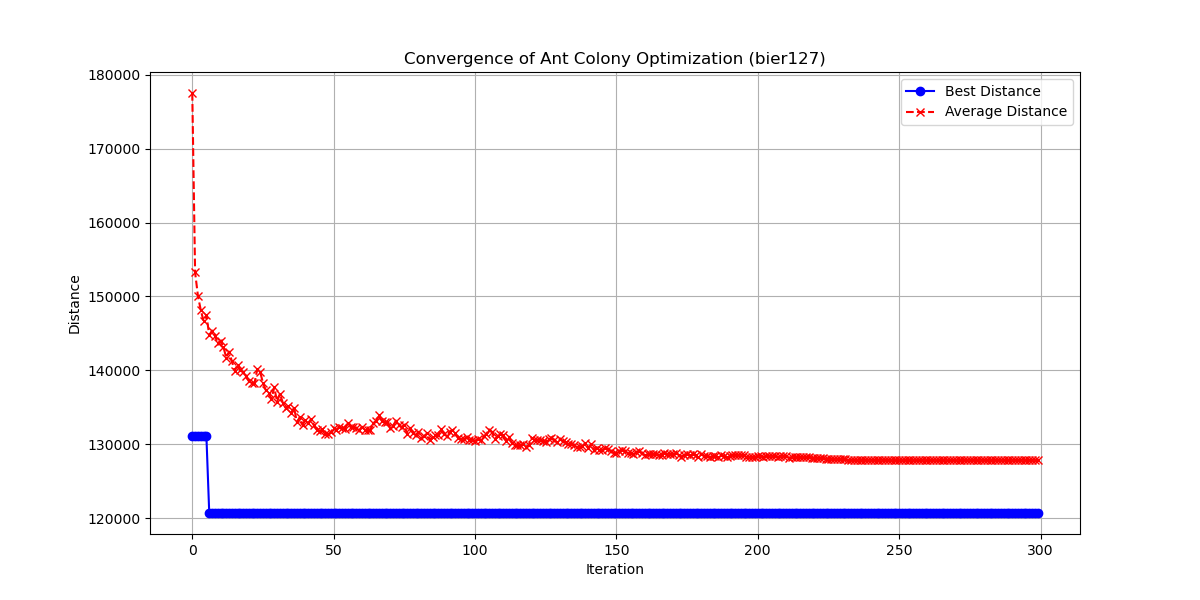 Convergence of Ant Colony Optimization (bier127)
180000
170000
160000
150000
140000
130000
120000
Distance
Best Distance
Average Distance
0
50
100
150
200
250
300
Iteration